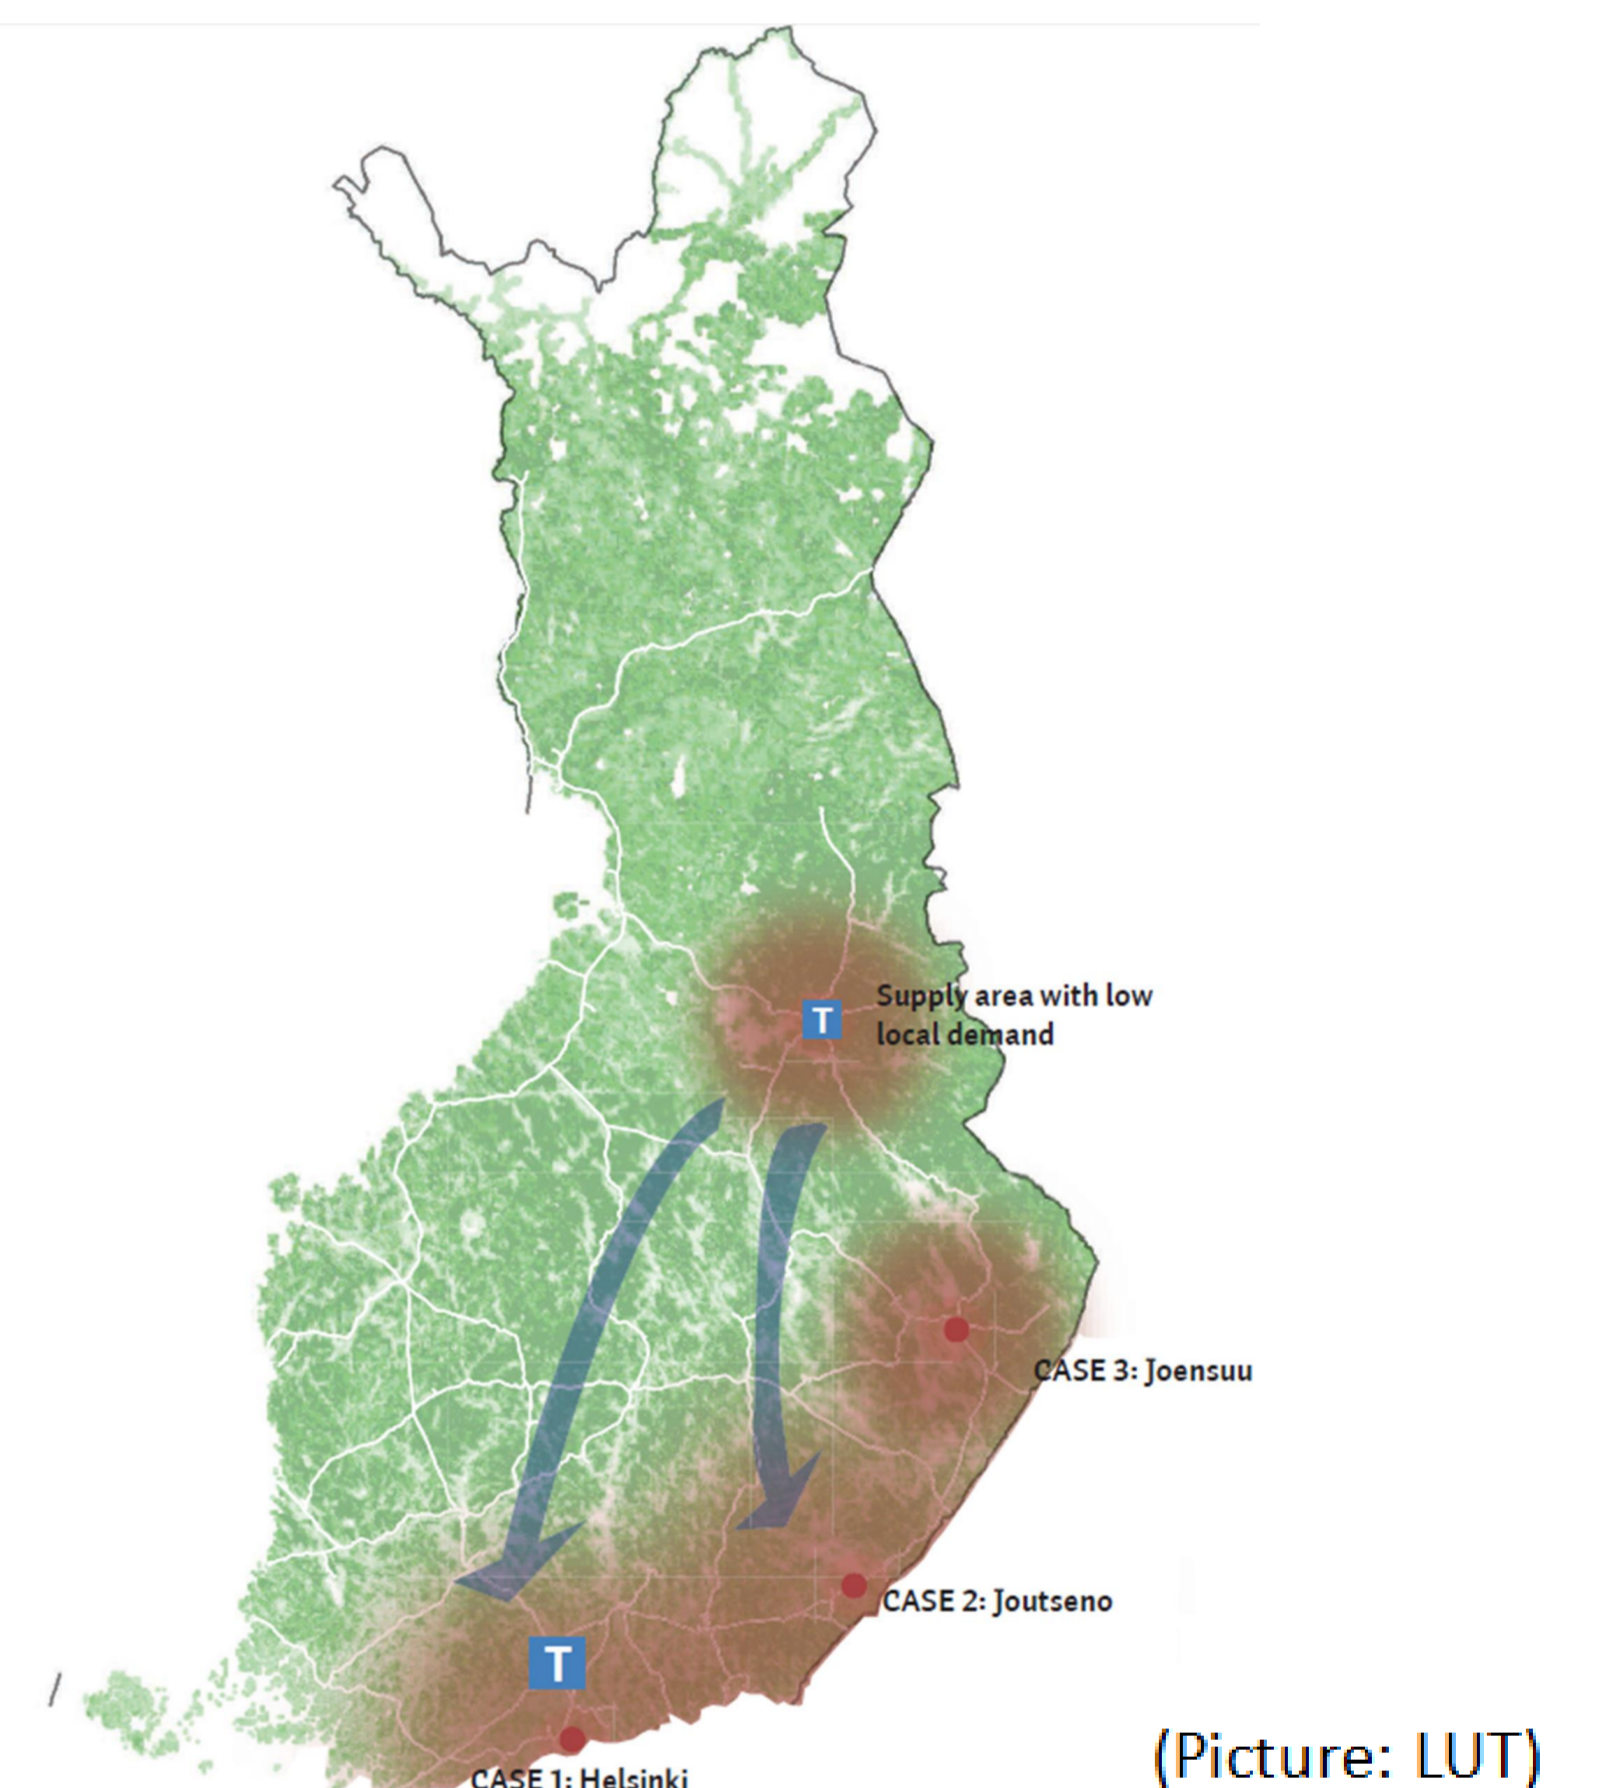 T
Supply area with low
local demand
CASE 3: Joensuu
CASE 2: Joutseno
T
CASE 1: Helsinki
(Picture: LUT)